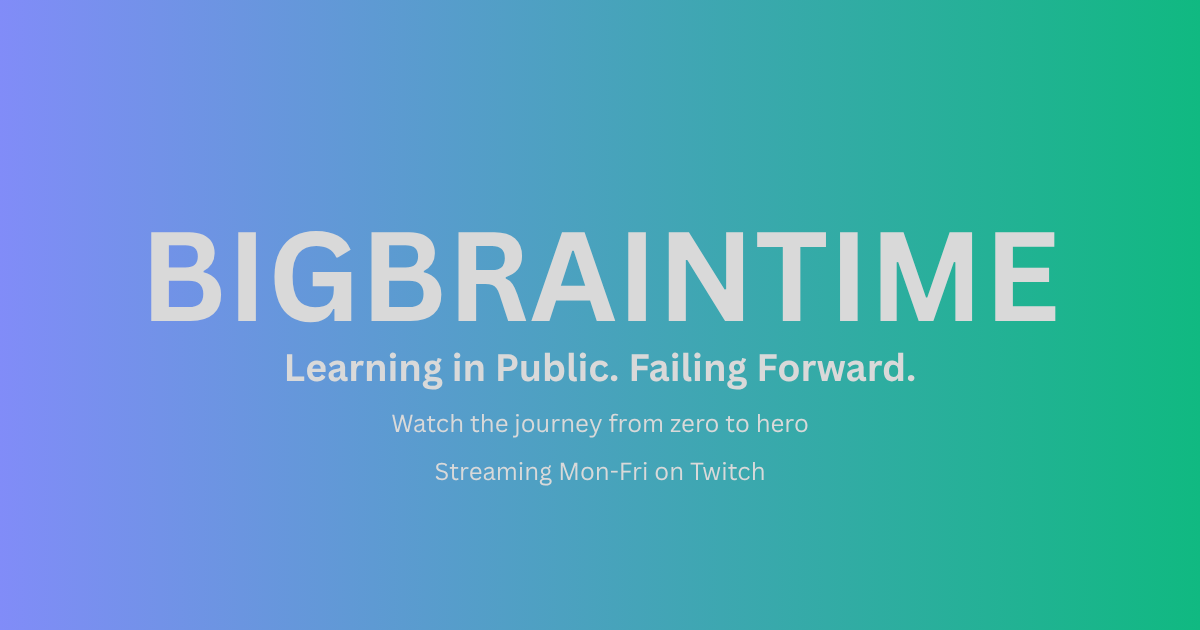 BIGBRAINTIME
Learning in Public. Failing Forward.
Watch the journey from zero to hero
Streaming Mon-Fri on Twitch